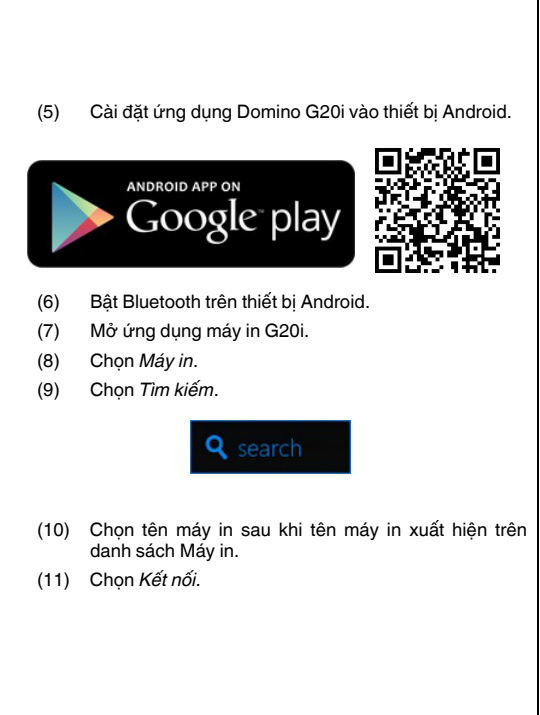 (5) Cài đặt ứng dụng Domino G20i vào thiết bị Android.
ANDROID APP ON
Google play
(6) Bật Bluetooth trên thiết bị Android.
(7) Mở ứng dụng máy in G20i.
(8) Chọn Máy in.
(9) Chọn Tìm kiếm.
search
(10) Chọn tên máy in sau khi tên máy in xuất hiện trên
danh sách Máy in.
(11) Chọn Kết nối.